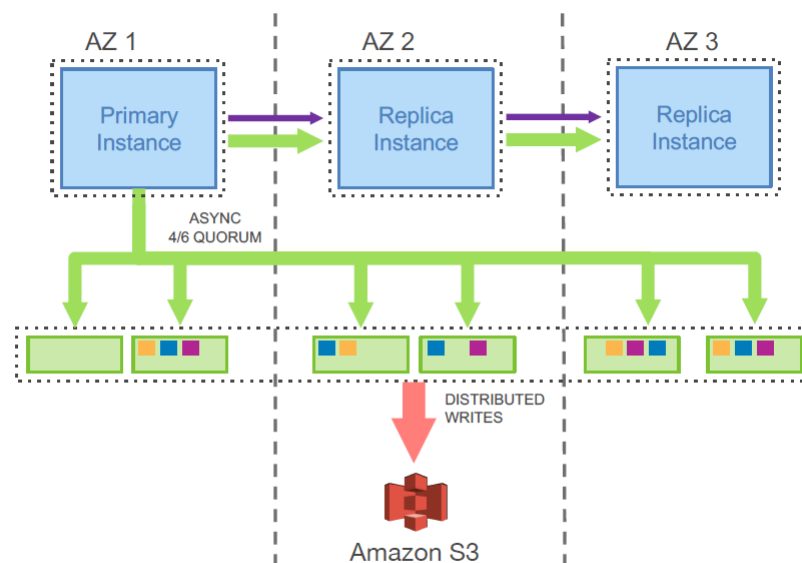 AZ 1
AZ 2
AZ 3
Primary
Instance
Replica
Instance
Replica
Instance
ASYNC
4/6 QUORUM
DISTRIBUTED
WRITES
Amazon S3